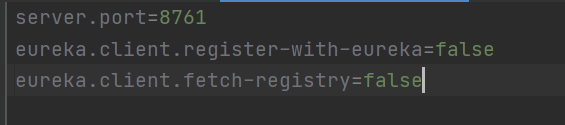 server.port=8761
eureka.client.register-with-eureka=false
eureka.client.fetch-registry=false